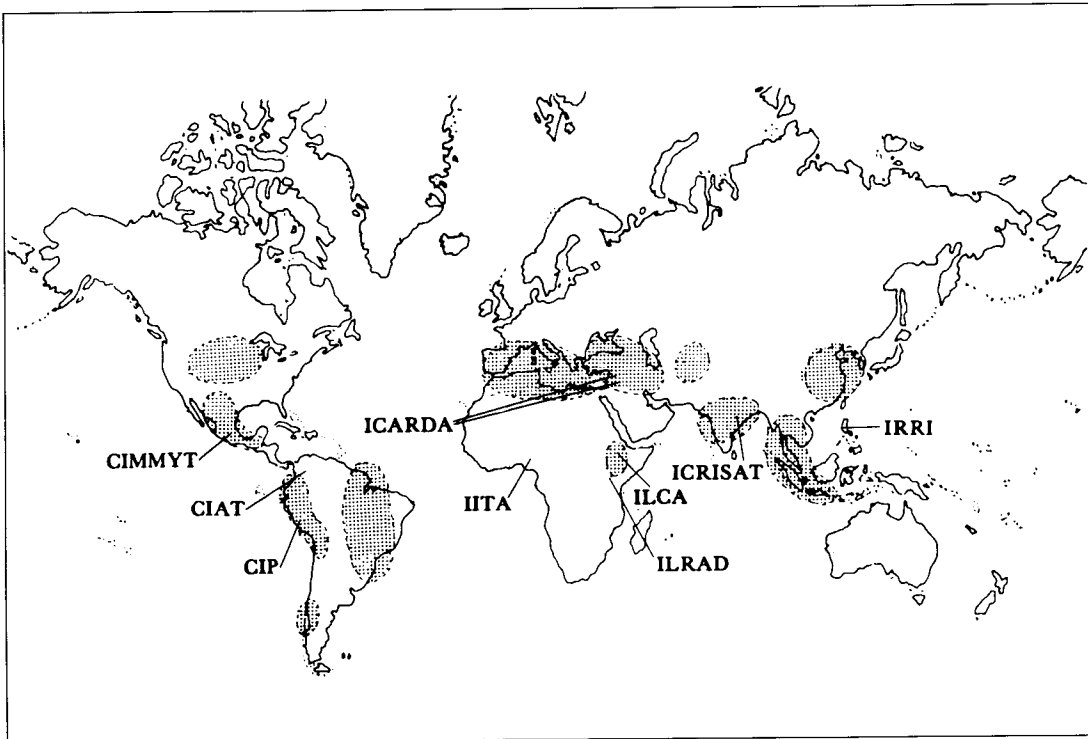 ICARDA
IRRI
CIMMYT
ICRISAT
IITA
ILCA
CIAT
CIP
ILRAD